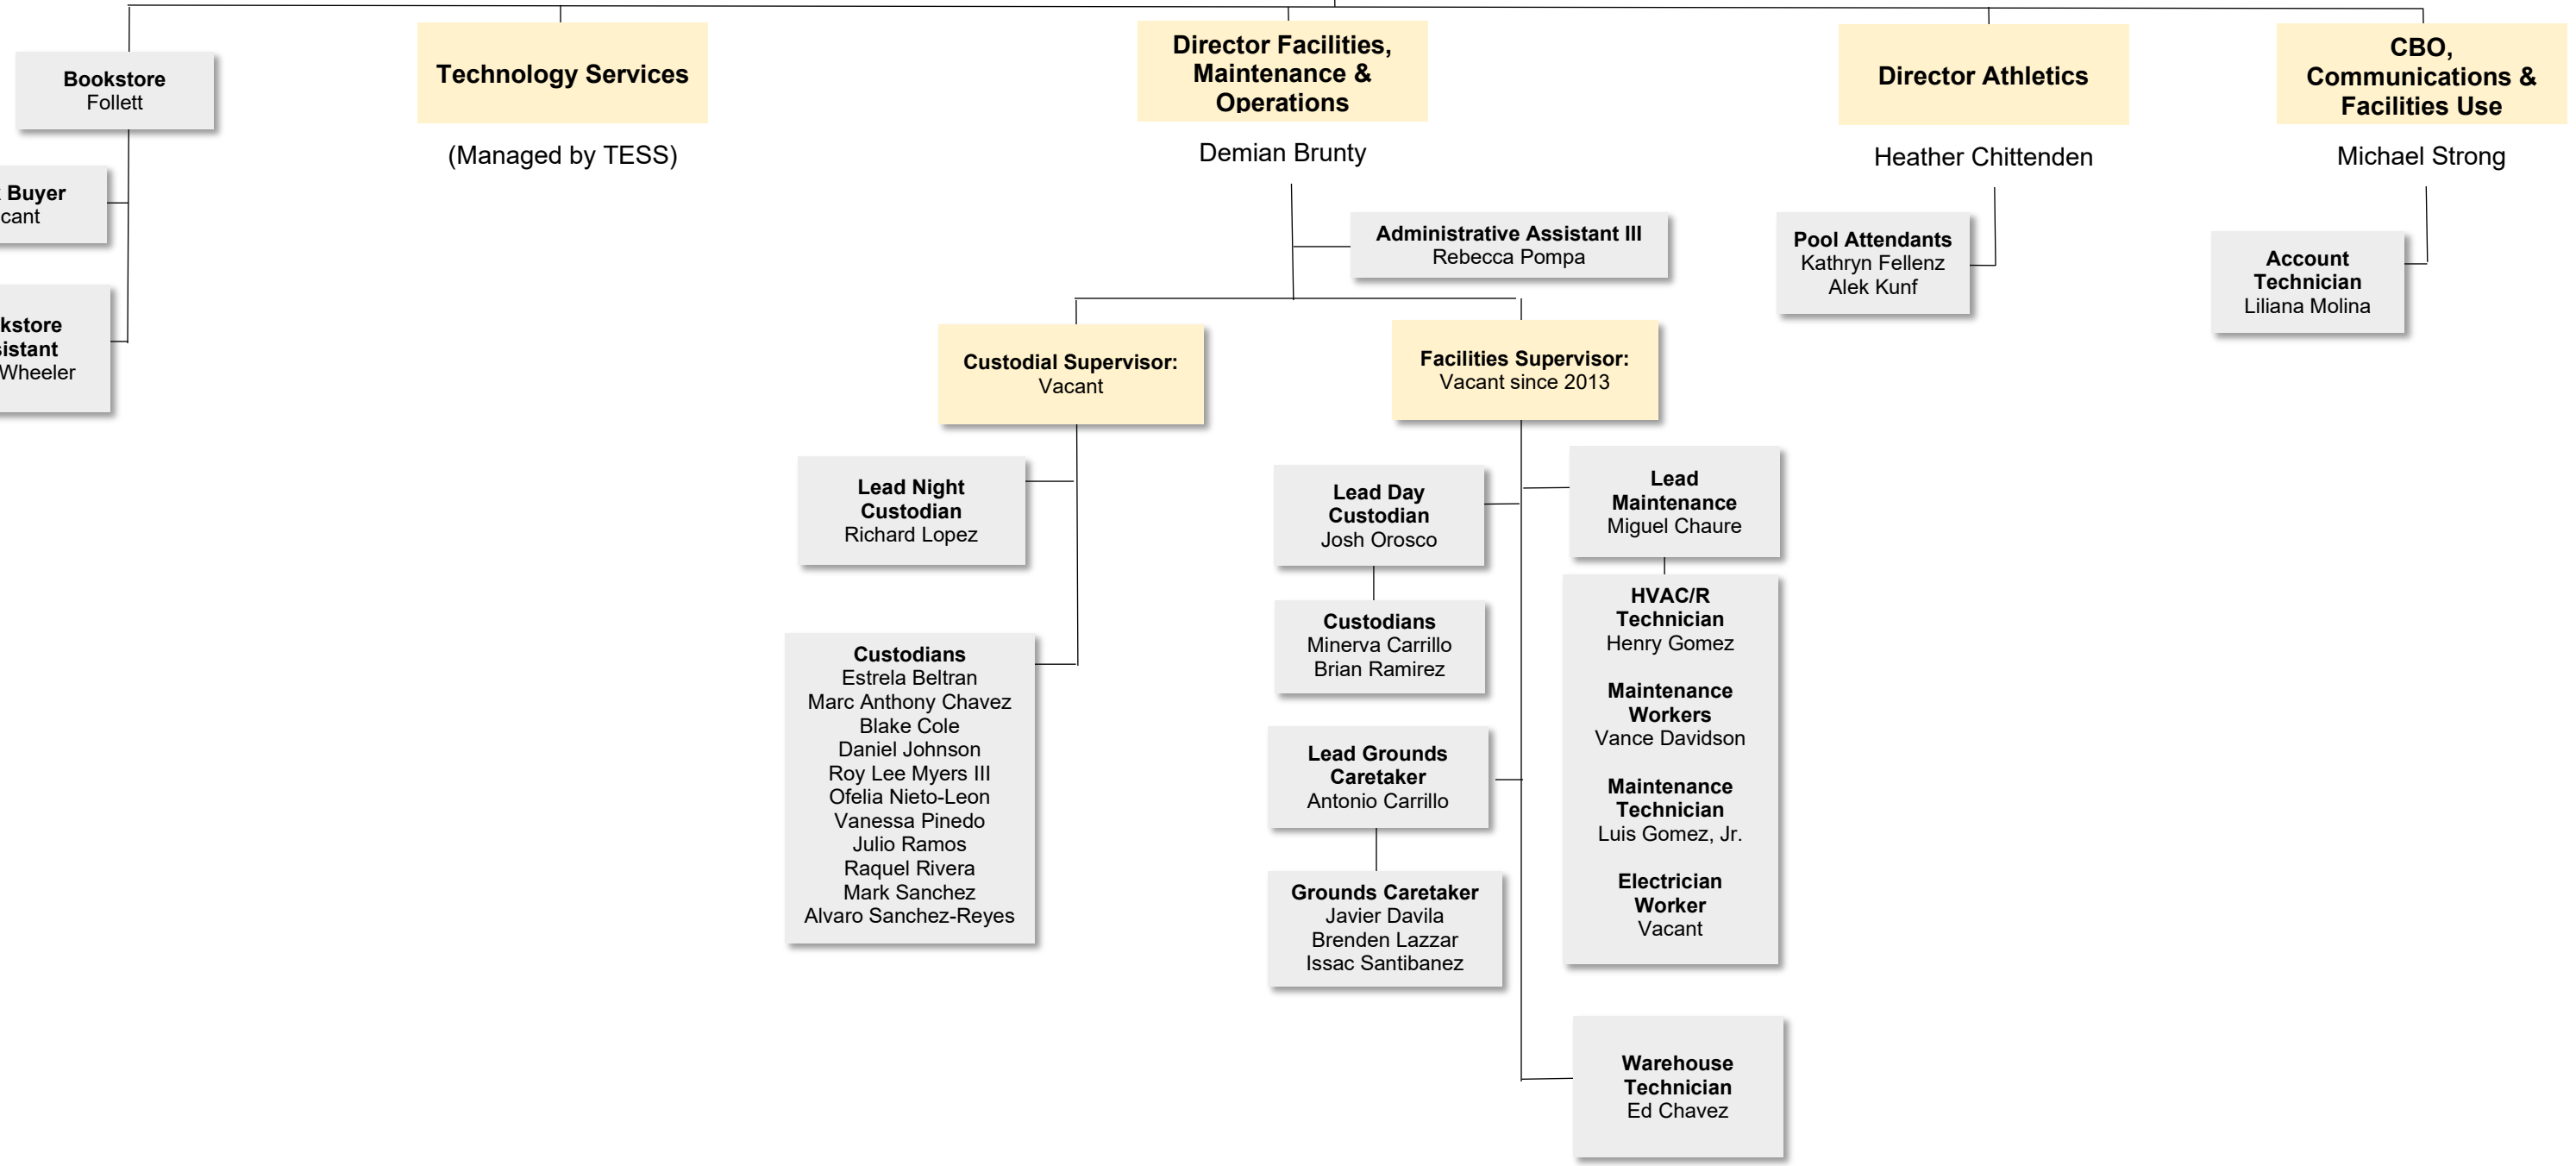 Bookstore
Follett
Buyer
Wheeler
Technology Services
(Managed by TESS)
Director Facilities,
Maintenance &
Operations
Demian Brunty
Administrative Assistant III
Rebecca Pompa
Custodial Supervisor:
Vacant
Lead Night
Custodian
Richard Lopez
Custodians
Estrela Beltran
Marc Anthony Chavez
Blake Cole
Daniel Johnson
Roy Lee Myers III
Ofelia Nieto-Leon
Vanessa Pinedo
Julio Ramos
Raquel Rivera
Mark Sanchez
Alvaro Sanchez-Reyes
Facilities Supervisor:
Vacant since 2013
Lead Day
Custodian
Josh Orosco
Custodians
Minerva Carrillo
Brian Ramirez
Lead Grounds
Caretaker
Antonio Carrillo
Grounds Caretaker
Javier Davila
Brenden Lazzar
Issac Santibanez
Lead
Maintenance
Miguel Chaure
HVAC/R
Technician
Henry Gomez
Maintenance
Workers
Vance Davidson
Maintenance
Technician
Luis Gomez, Jr.
Electrician
Worker
Vacant
Warehouse
Technician
Ed Chavez
Director Athletics
Heather Chittenden
Pool Attendants
Kathryn Fellenz
Alek Kunf
CBO,
Communications &
Facilities Use
Michael Strong
Account
Technician
Liliana Molina